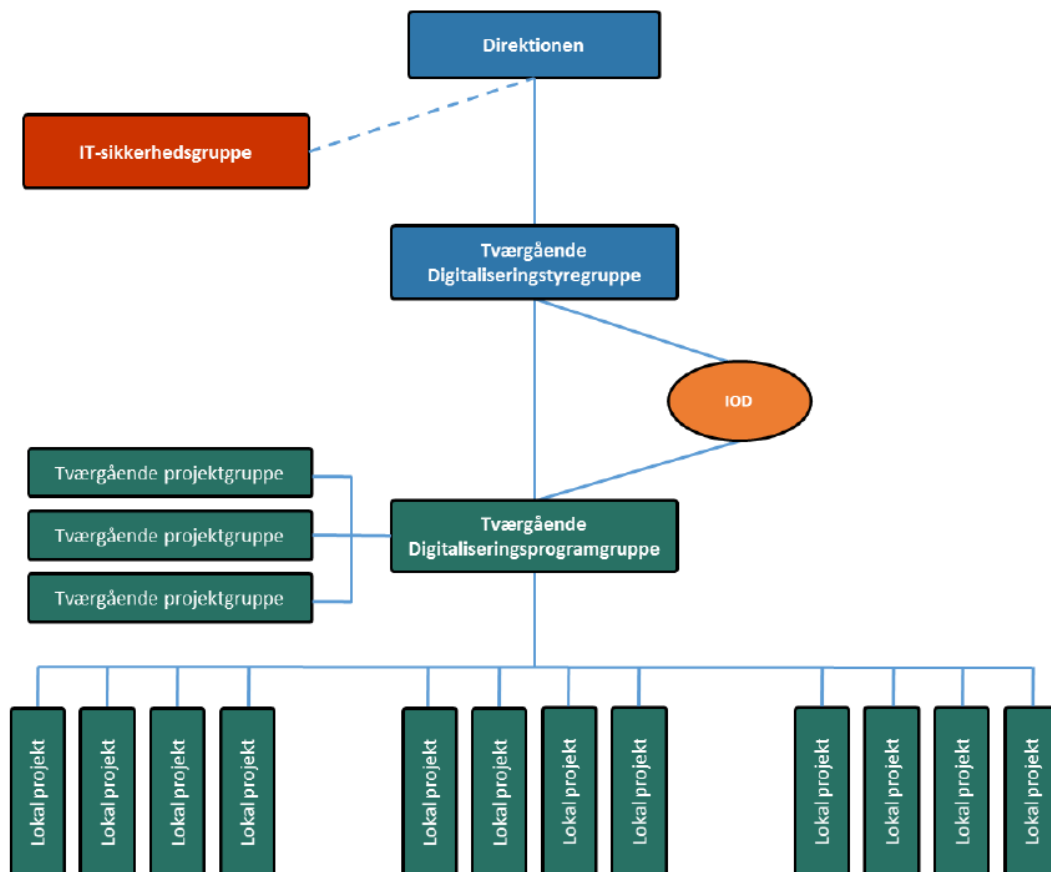 Direktionen
IT-sikkerhedsgruppe
Tværgående
Digitaliseringstyregruppe
IOD
Tværgående projektgruppe
Tværgående projektgruppe
Tværgående projektgruppe
Tværgående
Digitaliseringsprogramgruppe
Lokal projekt
Lokal projekt
Lokal projekt
Lokal projekt
Lokal projekt
Lokal projekt
Lokal projekt
Lokal projekt
Lokal projekt
Lokal projekt
Lokal projekt
Lokal projekt